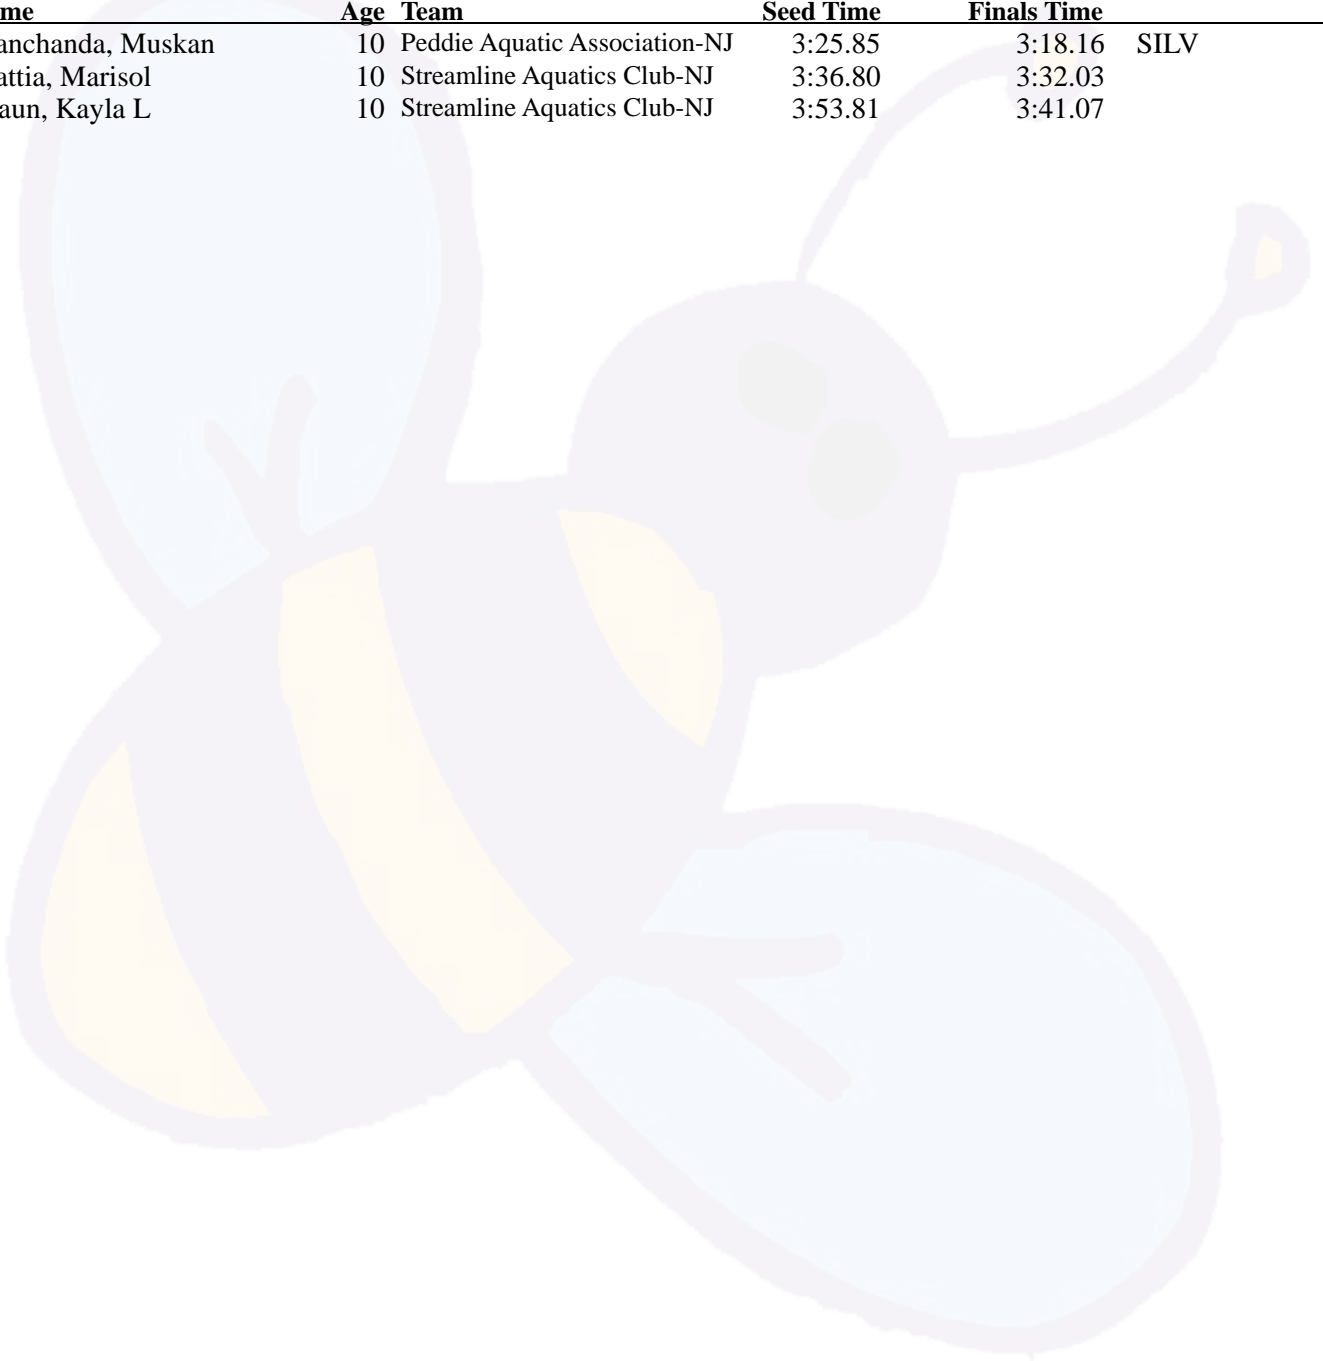 me Age Team Seed Time Finals Time
anchanda, Muskan 10 Peddie Aquatic Association-NJ 3:25.85 3:18.16 SILV
attia, Marisol 10 Streamline Aquatics Club-NJ 3:36.80 3:32.03
aun, Kayla L 10 Streamline Aquatics Club-NJ 3:53.81 3:41.07